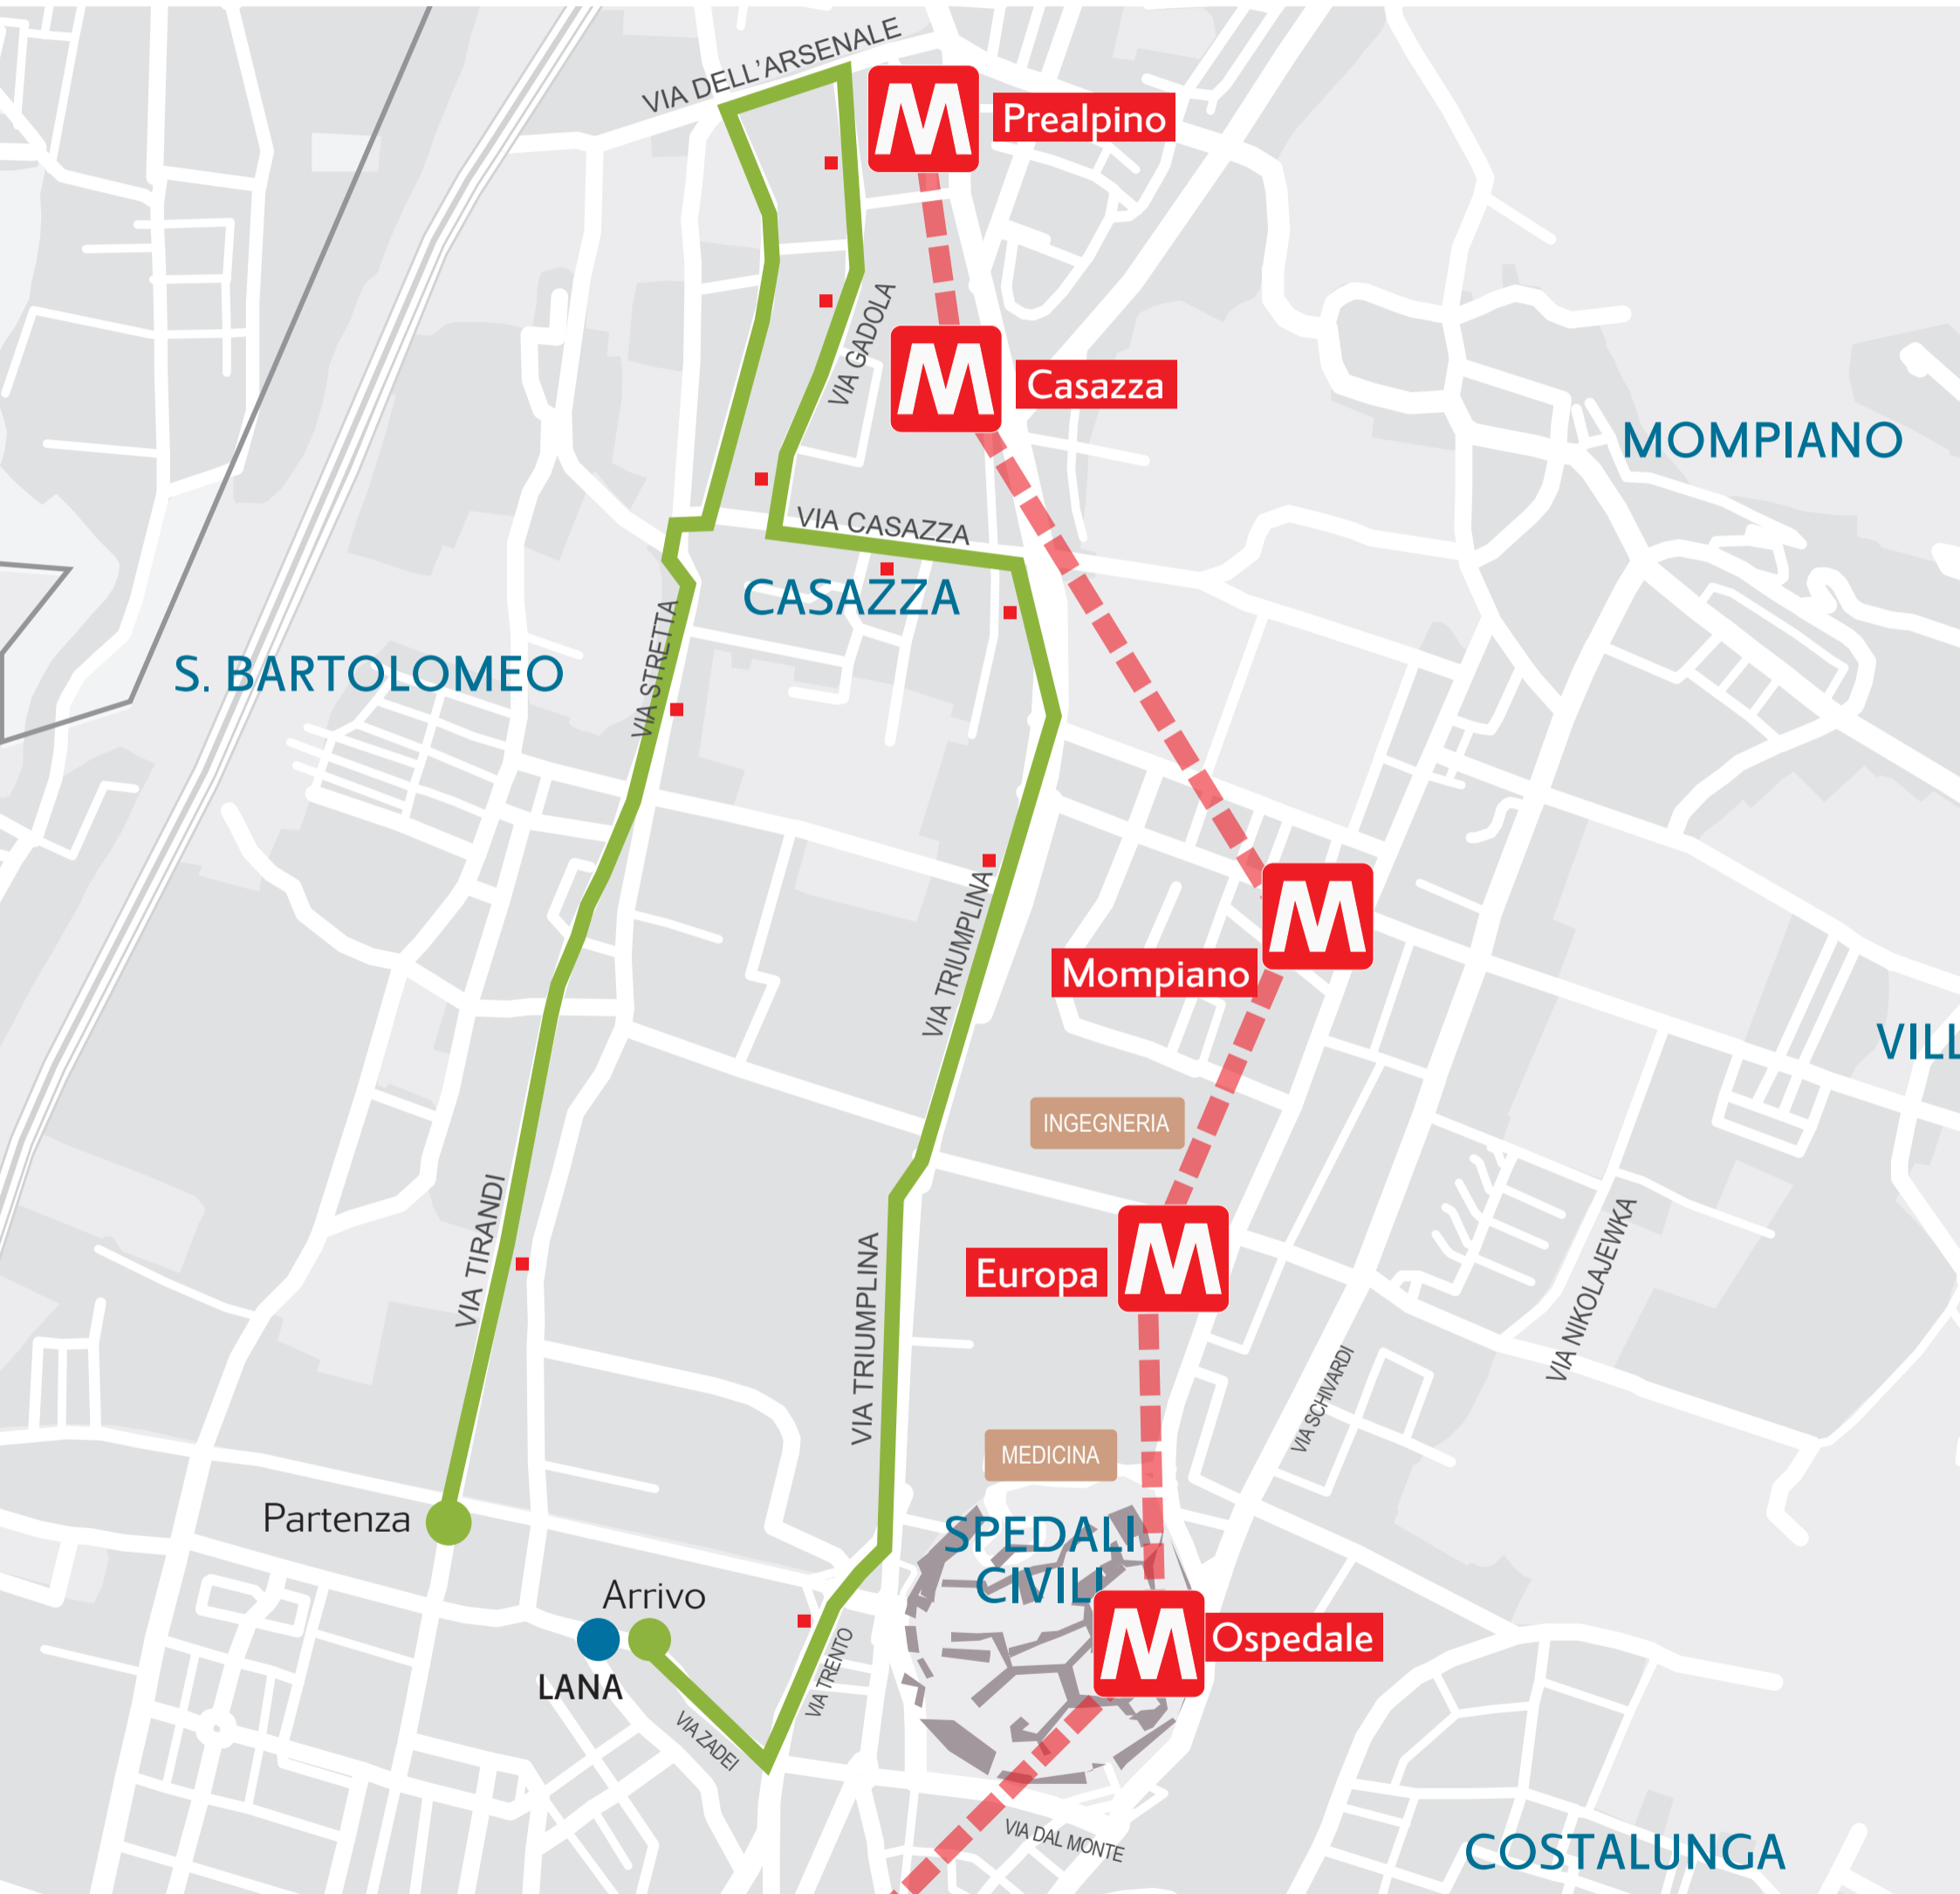 VIA DELL'ARSENALE
M
Prealpino
VIA GADOLA
M
Casazza
MOMPIANO
VIA CASAZZA
CASAZZA
VIA STRETTA
S. BARTOLOMEO
VIA TRIUMPLINA
M
Mompiano
VILL
INGEGNERIA
VIA TIRANDI
VIA TRIUMPLINA
M
Europa
VIA NIKOLAJEWKA
VIA SCHIVARDI
MEDICINA
Partenza
SPEDALI
CIVILI
Arrivo
LANA
M
Ospedale
VIA TRENTO
VIA ZADEI
VIA DAL MONTE
COSTALUNGA